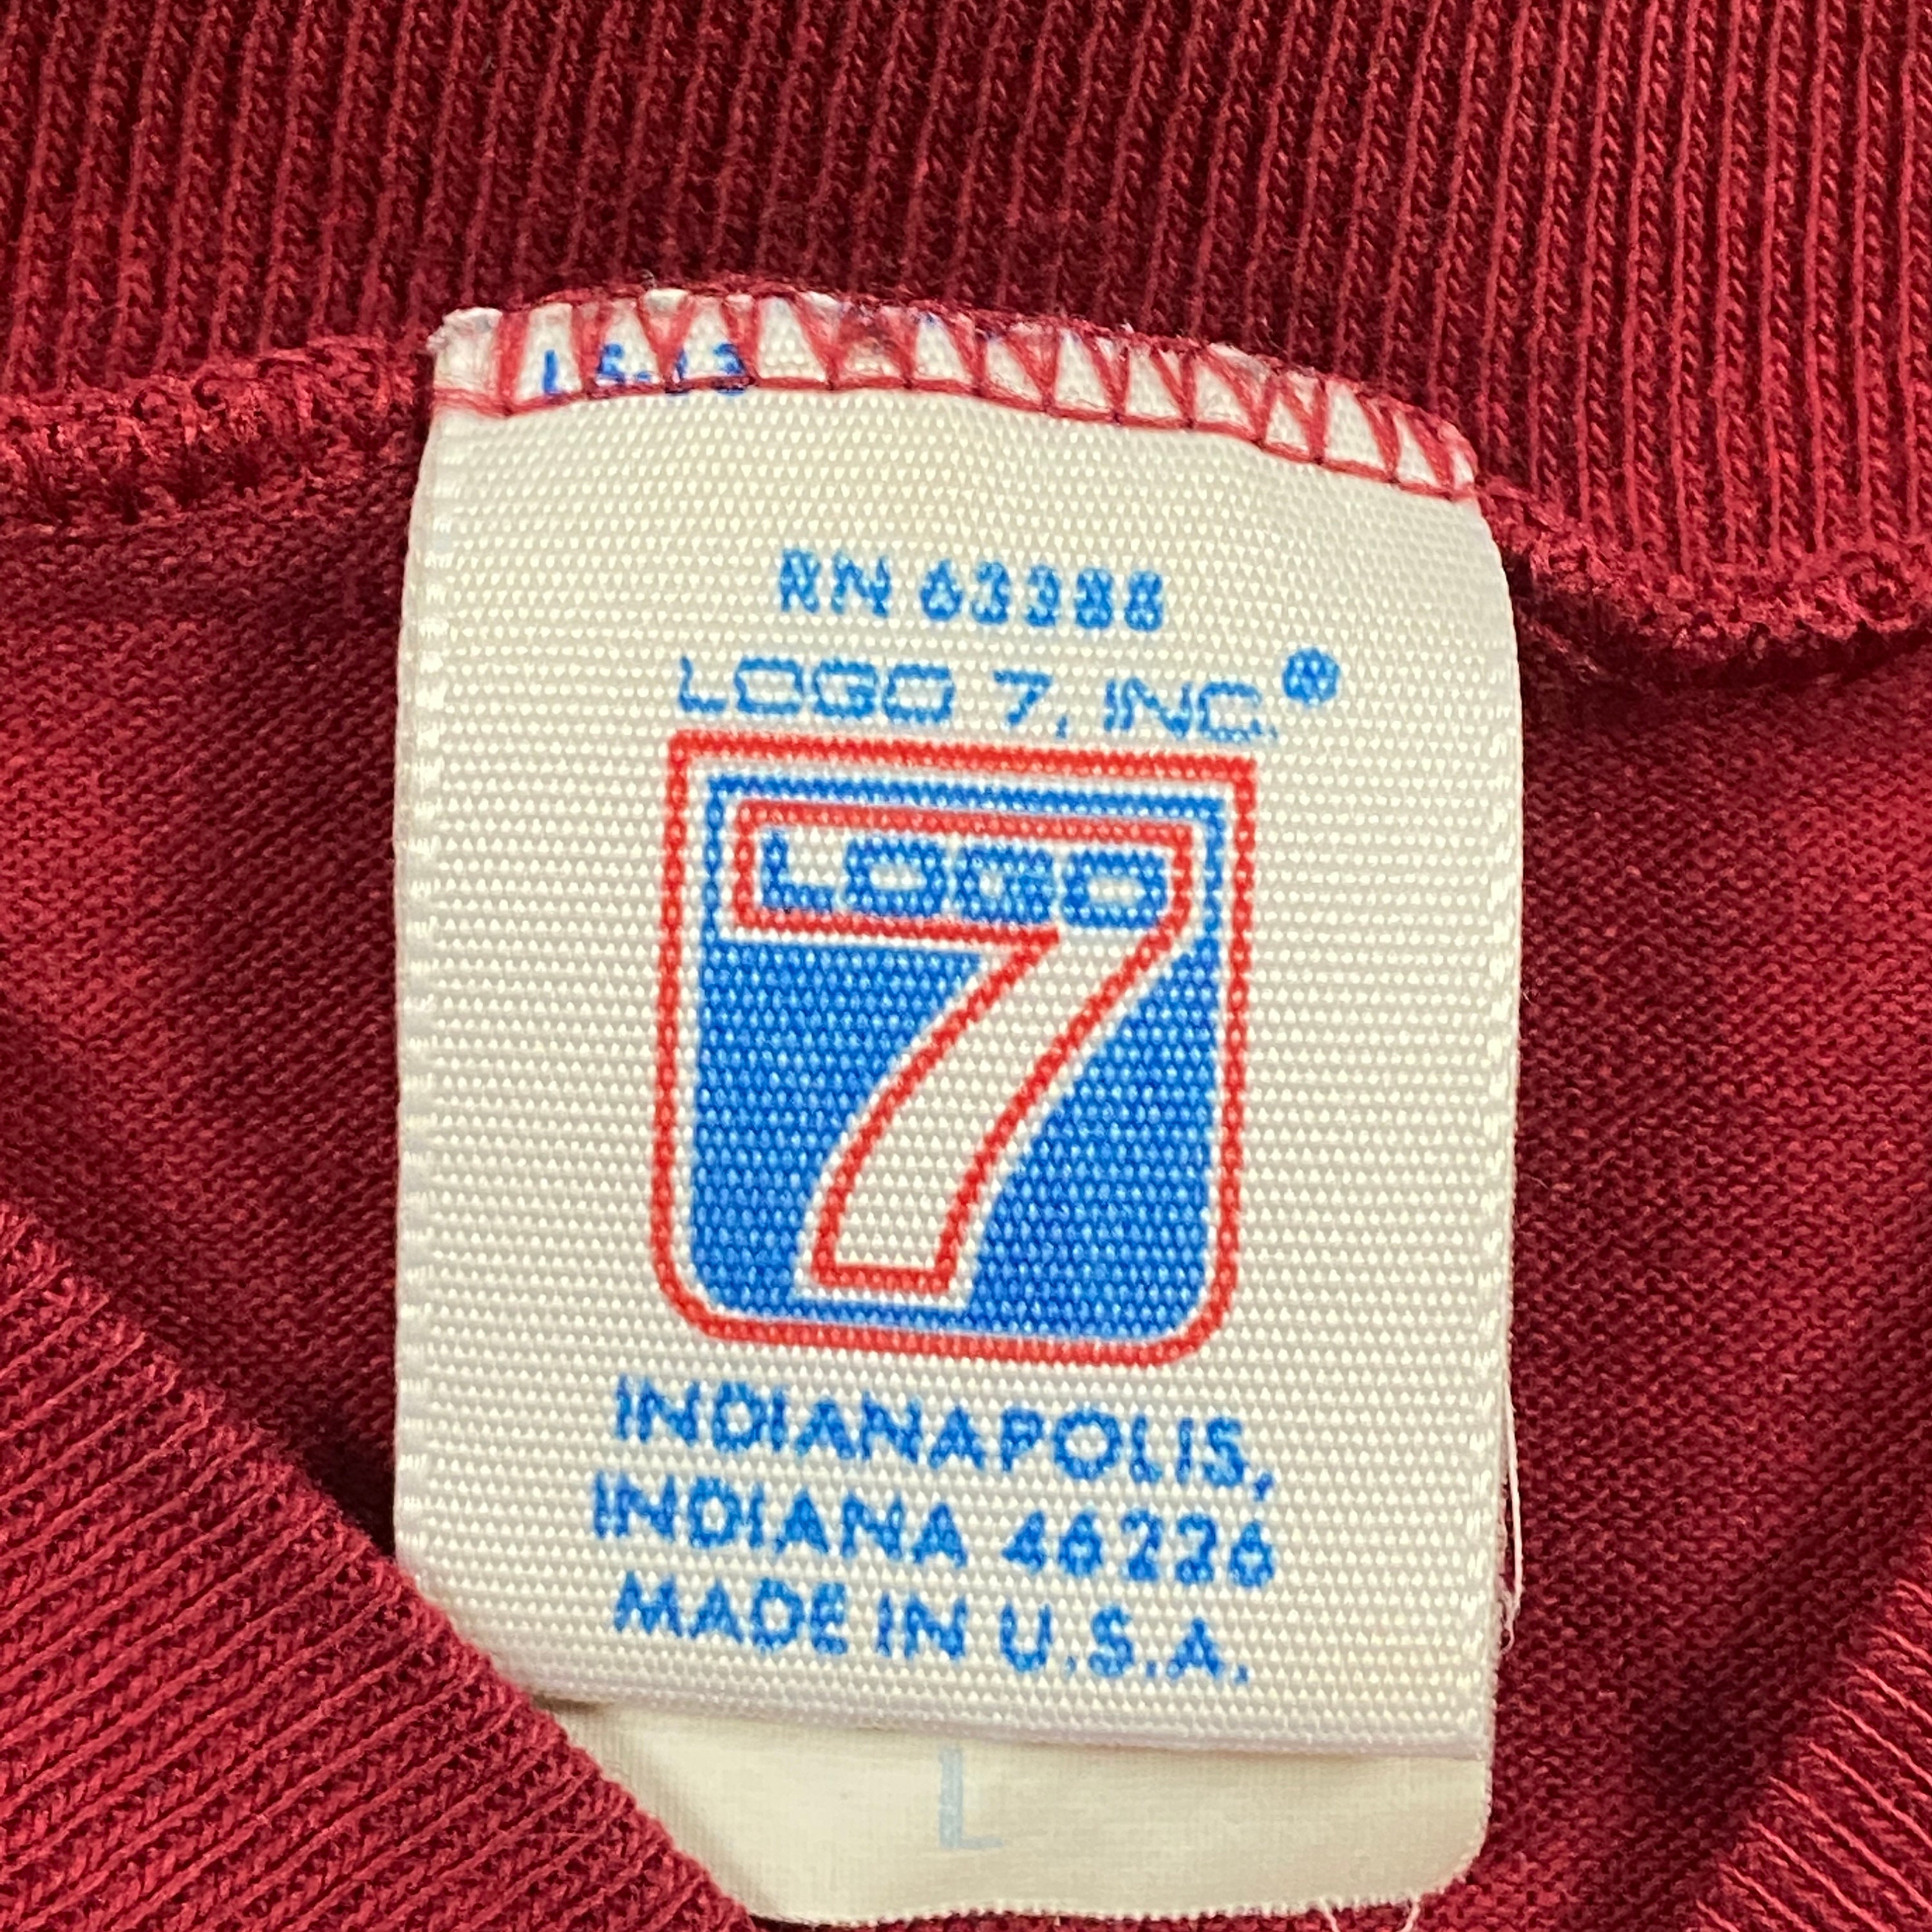 RN 63388
LOGO 7, INC.®
LOGO
7
INDIANAPOLIS,
INDIANA 46226
MADE IN U.S.A.
L